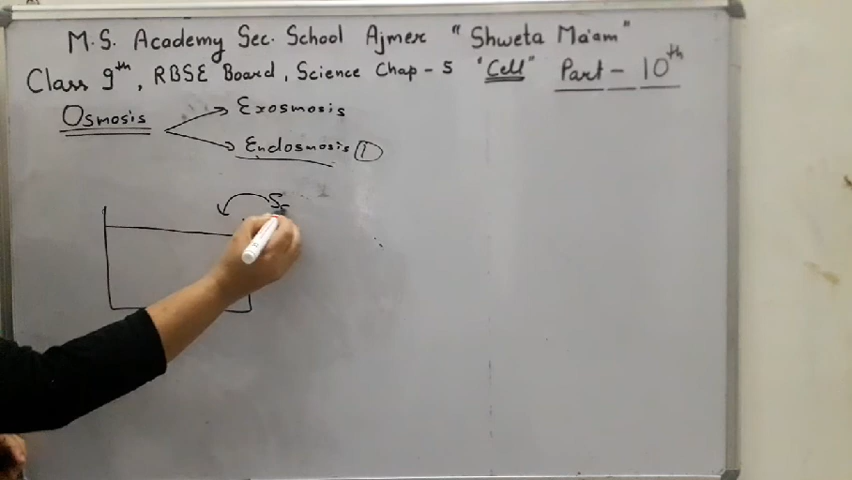 M.S. Academy Sec. School Ajmer "Shweta Ma'am"
Class 9th, RBSE Board, Science Chap - 5 "Cell" Part - 10th
Osmosis
Exosmosis
Endosmosis ①